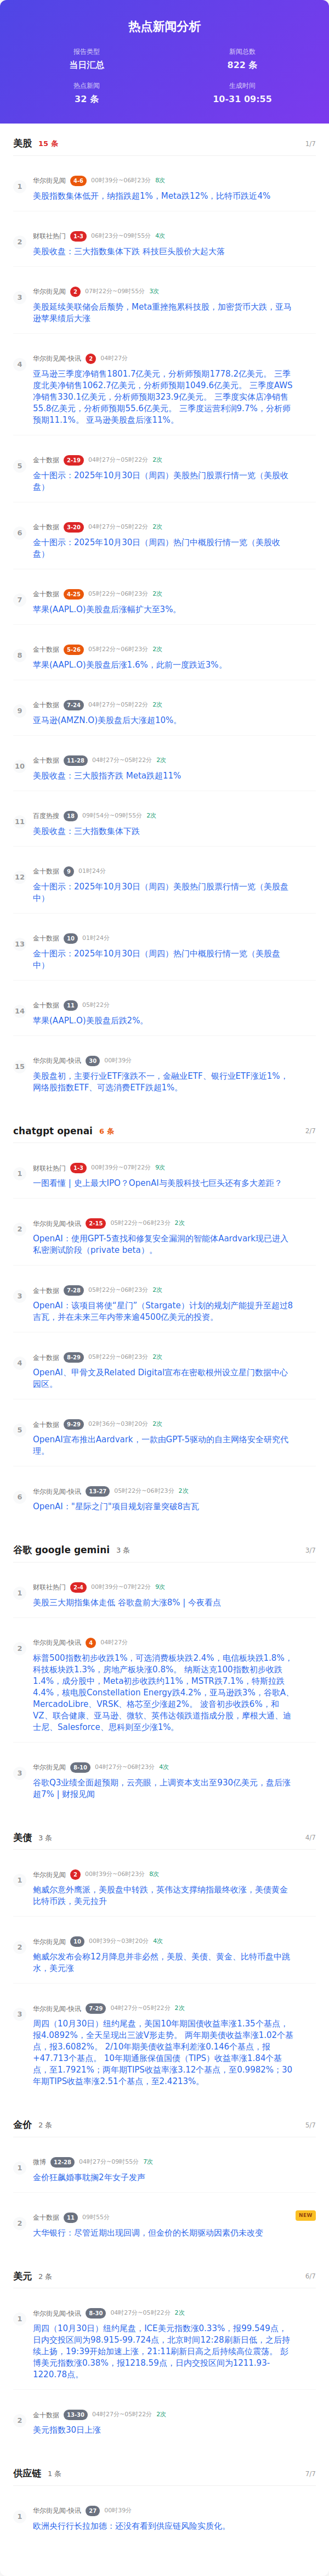 热点新闻分析
报告类型
当日汇总
新闻总数
822 条
热点新闻
32 条
生成时间
10-31 09:55
美股 15 条 1/7
1
华尔街见闻 4-6 00时39分~06时23分 8次
美股指数集体低开，纳指跌超1%，Meta跌12%，比特币跌近4%
2
财联社热门 1-3 06时23分~09时55分 4次
美股收盘：三大指数集体下跌 科技巨头股价大起大落
3
华尔街见闻 2 07时22分~09时55分 3次
美股延续美联储会后颓势，Meta重挫拖累科技股，加密货币大跌，亚马
逊苹果绩后大涨
4
华尔街见闻-快讯 2 04时27分
亚马逊三季度净销售1801.7亿美元，分析师预期1778.2亿美元。 三季
度北美净销售1062.7亿美元，分析师预期1049.6亿美元。 三季度AWS
净销售330.1亿美元，分析师预期323.9亿美元。 三季度实体店净销售
55.8亿美元，分析师预期55.6亿美元。 三季度运营利润9.7%，分析师
预期11.1%。 亚马逊美股盘后涨11%。
5
金十数据 2-19 04时27分~05时22分 2次
金十图示：2025年10月30日（周四）美股热门股票行情一览（美股收
盘）
6
金十数据 3-20 04时27分~05时22分 2次
金十图示：2025年10月30日（周四）热门中概股行情一览（美股收
盘）
7
金十数据 4-25 05时22分~06时23分 2次
苹果(AAPL.O)美股盘后涨幅扩大至3%。
8
金十数据 5-26 05时22分~06时23分 2次
苹果(AAPL.O)美股盘后涨1.6%，此前一度跌近3%。
9
金十数据 7-24 04时27分~05时22分 2次
亚马逊(AMZN.O)美股盘后大涨超10%。
10
金十数据 11-28 04时27分~05时22分 2次
美股收盘：三大股指齐跌 Meta跌超11%
11
百度热搜 18 09时54分~09时55分 2次
美股收盘：三大指数集体下跌
12
金十数据 9 01时24分
金十图示：2025年10月30日（周四）美股热门股票行情一览（美股盘
中）
13
金十数据 10 01时24分
金十图示：2025年10月30日（周四）热门中概股行情一览（美股盘
中）
14
金十数据 11 05时22分
苹果(AAPL.O)美股盘后跌2%。
15
华尔街见闻-快讯 30 00时39分
美股盘初，主要行业ETF涨跌不一，金融业ETF、银行业ETF涨近1%，
网络股指数ETF、可选消费ETF跌超1%。
chatgpt openai 6 条 2/7
1
财联社热门 1-3 00时39分~07时22分 9次
一图看懂 | 史上最大IPO？OpenAI与美股科技七巨头还有多大差距？
2
华尔街见闻-快讯 2-15 05时22分~06时23分 2次
OpenAI：使用GPT-5查找和修复安全漏洞的智能体Aardvark现已进入
私密测试阶段（private beta）。
3
金十数据 7-28 05时22分~06时23分 2次
OpenAI：该项目将使“星门”（Stargate）计划的规划产能提升至超过8
吉瓦，并在未来三年内带来逾4500亿美元的投资。
4
金十数据 8-29 05时22分~06时23分 2次
OpenAI、甲骨文及Related Digital宣布在密歇根州设立星门数据中心
园区。
5
金十数据 9-29 02时36分~03时20分 2次
OpenAI宣布推出Aardvark，一款由GPT-5驱动的自主网络安全研究代
理。
6
华尔街见闻-快讯 13-27 05时22分~06时23分 2次
OpenAI："星际之门"项目规划容量突破8吉瓦
谷歌 google gemini 3 条 3/7
1
财联社热门 2-4 00时39分~07时22分 9次
美股三大期指集体走低 谷歌盘前大涨8% | 今夜看点
2
华尔街见闻-快讯 4 04时27分
标普500指数初步收跌1%，可选消费板块跌2.4%，电信板块跌1.8%，
科技板块跌1.3%，房地产板块涨0.8%。 纳斯达克100指数初步收跌
1.4%，成分股中，Meta初步收跌约11%，MSTR跌7.1%，特斯拉跌
4.4%，核电股Constellation Energy跌4.2%，亚马逊跌3%，谷歌A、
MercadoLibre、VRSK、格芯至少涨超2%。 波音初步收跌6%，和
VZ、联合健康、亚马逊、微软、英伟达领跌道指成分股，摩根大通、迪
士尼、Salesforce、思科则至少涨1%。
3
华尔街见闻 8-10 04时27分~06时23分 4次
谷歌Q3业绩全面超预期，云亮眼，上调资本支出至930亿美元，盘后涨
超7% | 财报见闻
美债 3 条 4/7
1
华尔街见闻 2 00时39分~06时23分 8次
鲍威尔意外鹰派，美股盘中转跌，英伟达支撑纳指最终收涨，美债黄金
比特币跌，美元拉升
2
华尔街见闻 10 00时39分~03时20分 4次
鲍威尔发布会称12月降息并非必然，美股、美债、黄金、比特币盘中跳
水，美元涨
3
华尔街见闻-快讯 7-29 04时27分~05时22分 2次
周四（10月30日）纽约尾盘，美国10年期国债收益率涨1.35个基点，
报4.0892%，全天呈现出三波V形走势。 两年期美债收益率涨1.02个基
点，报3.6082%。 2/10年期美债收益率利差涨0.146个基点，报
+47.713个基点。 10年期通胀保值国债（TIPS）收益率涨1.84个基
点，至1.7921%；两年期TIPS收益率涨3.12个基点，至0.9982%；30
年期TIPS收益率涨2.51个基点，至2.4213%。
金价 2 条 5/7
1
微博 12-28 04时27分~09时55分 7次
金价狂飙婚事耽搁2年女子发声
2
金十数据 11 09时55分
NEW
大华银行：尽管近期出现回调，但金价的长期驱动因素仍未改变
美元 2 条 6/7
1
华尔街见闻-快讯 8-30 04时27分~05时22分 2次
周四（10月30日）纽约尾盘，ICE美元指数涨0.33%，报99.549点，
日内交投区间为98.915-99.724点，北京时间12:28刷新日低，之后持
续上扬，19:39开始加速上涨，21:11刷新日高之后持续高位震荡。 彭
博美元指数涨0.38%，报1218.59点，日内交投区间为1211.93-
1220.78点。
2
金十数据 13-30 04时27分~05时22分 2次
美元指数30日上涨
供应链 1 条 7/7
1
华尔街见闻-快讯 27 00时39分
欧洲央行行长拉加德：还没有看到供应链风险实质化。